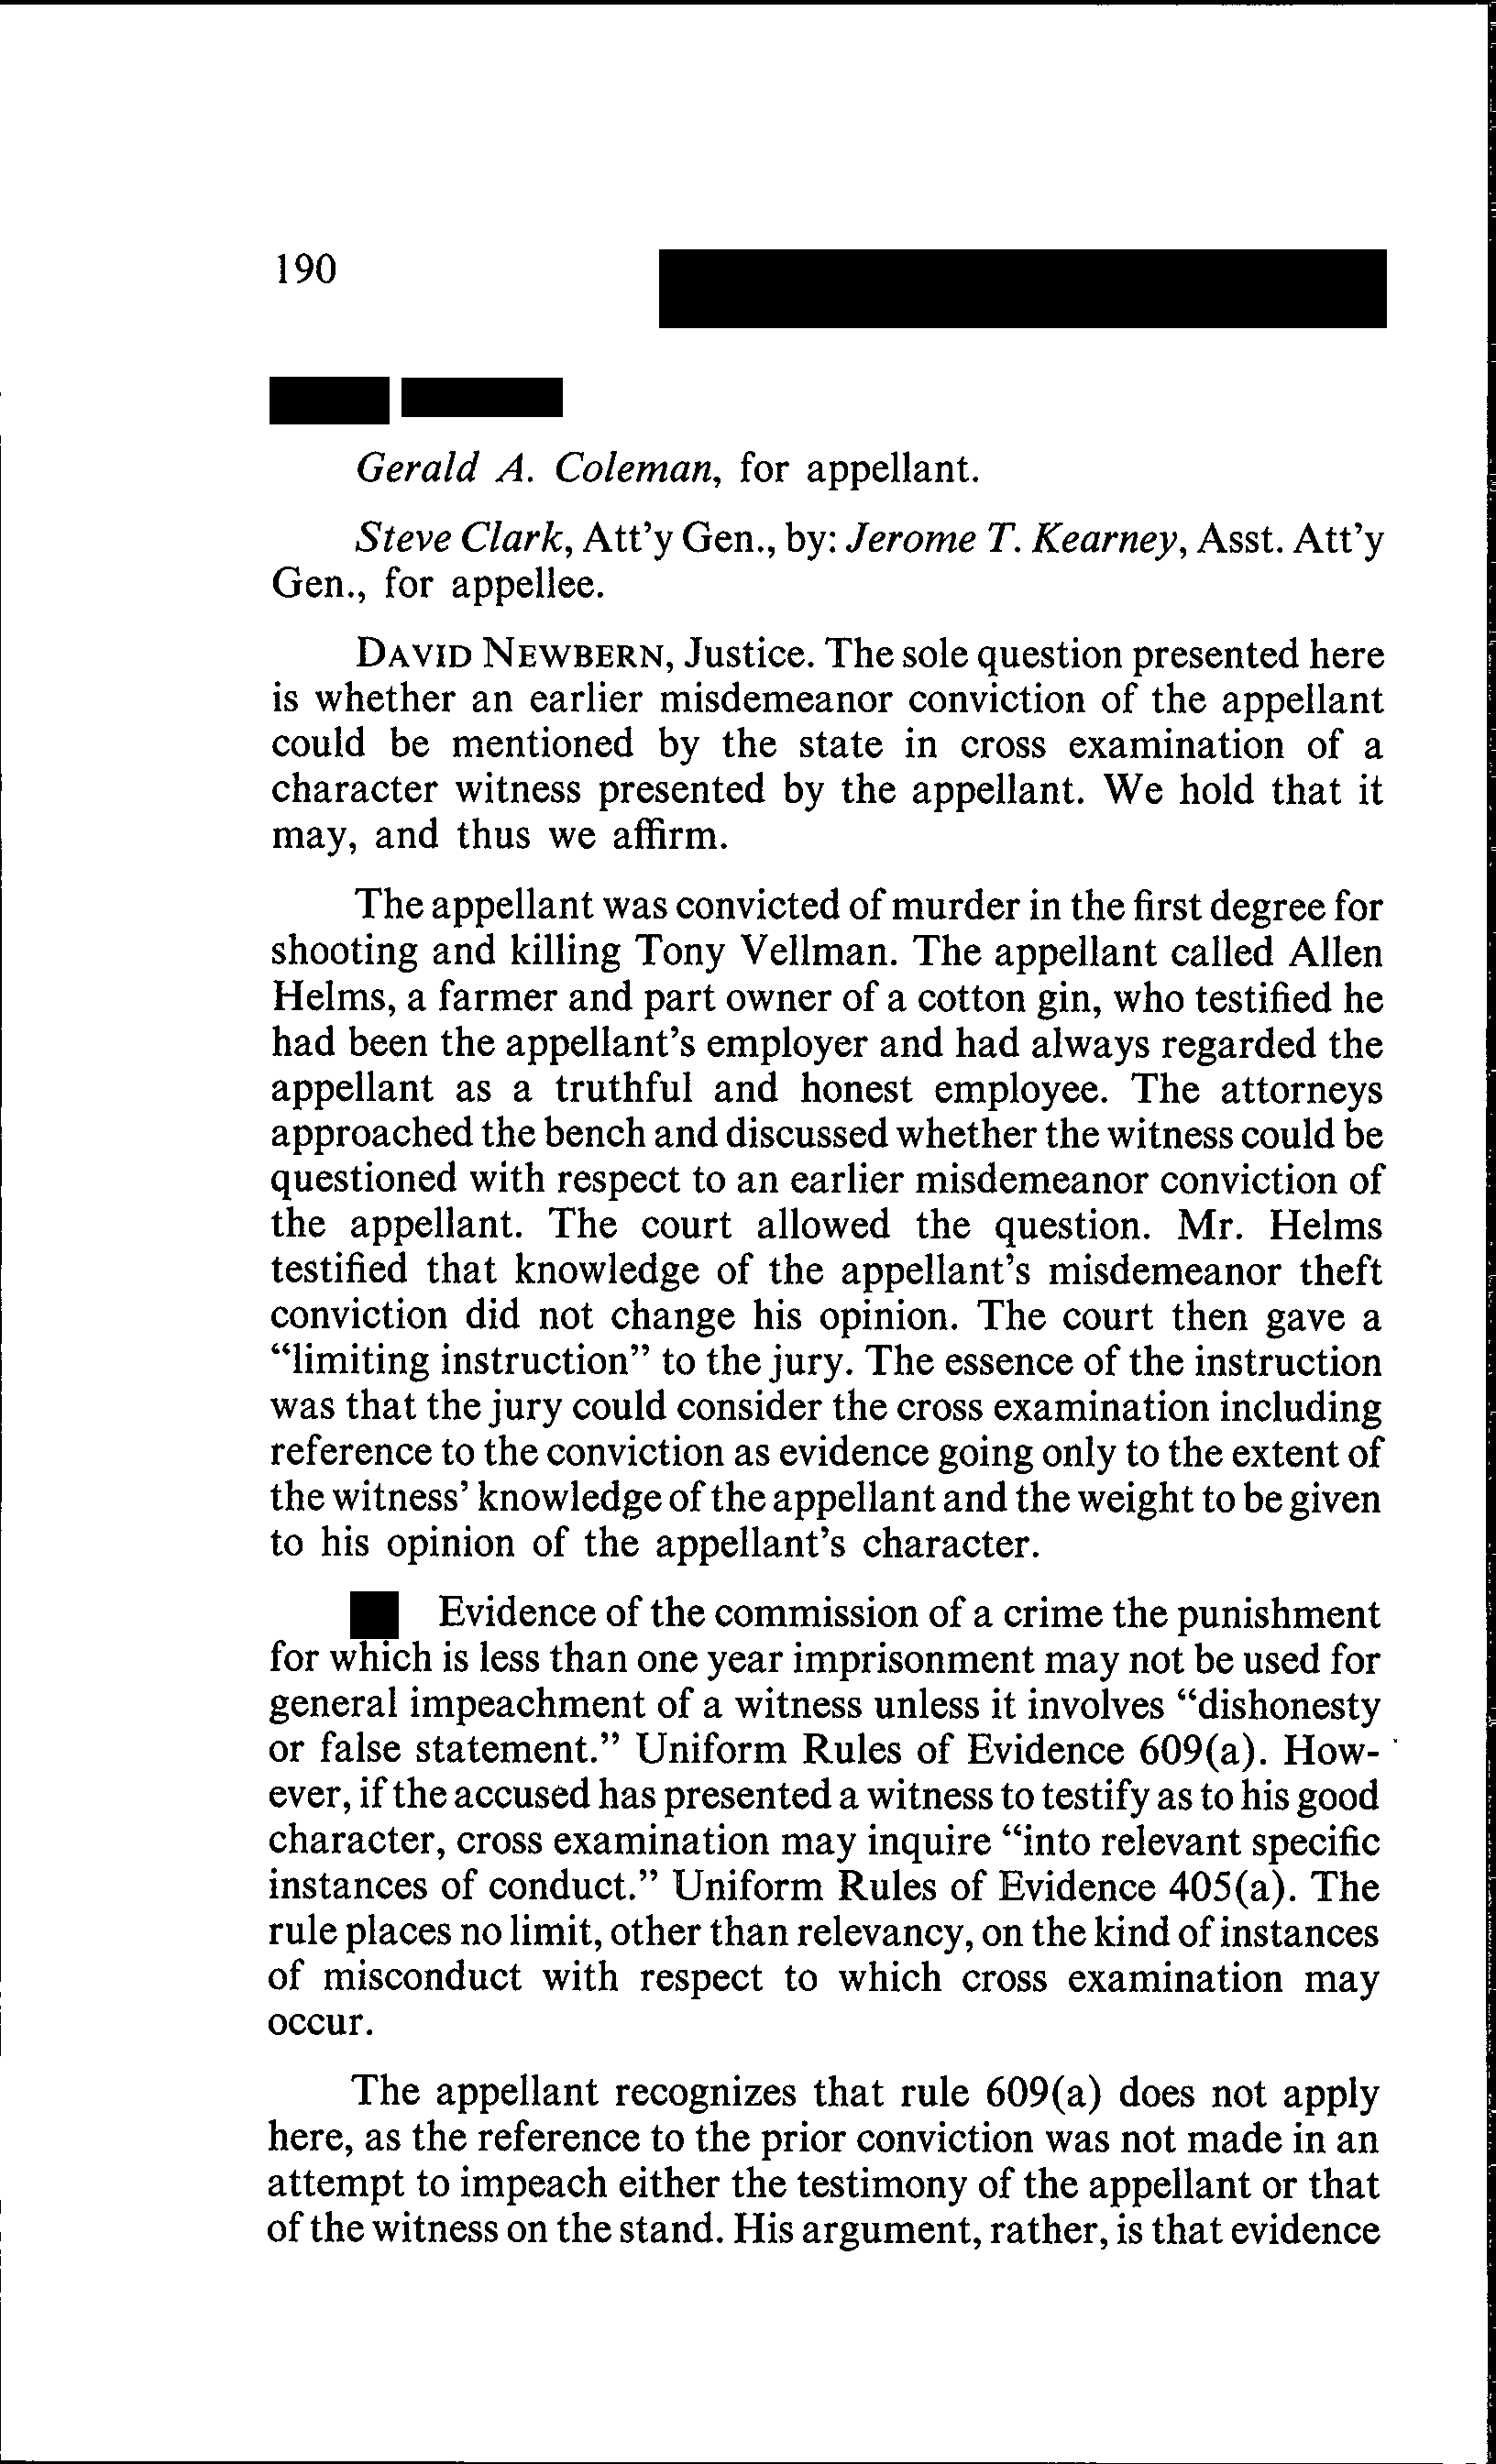 190
Gerald A. Coleman, for appellant.
Steve Clark, Att’y Gen., by: Jerome T. Kearney, Asst. Att’y
Gen., for appellee.
DAVID NEWBERN, Justice. The sole question presented here
is whether an earlier misdemeanor conviction of the appellant
could be mentioned by the state in cross examination of a
character witness presented by the appellant. We hold that it
may, and thus we affirm.
The appellant was convicted of murder in the first degree for
shooting and killing Tony Vellman. The appellant called Allen
Helms, a farmer and part owner of a cotton gin, who testified he
had been the appellant’s employer and had always regarded the
appellant as a truthful and honest employee. The attorneys
approached the bench and discussed whether the witness could be
questioned with respect to an earlier misdemeanor conviction of
the appellant. The court allowed the question. Mr. Helms
testified that knowledge of the appellant’s misdemeanor theft
conviction did not change his opinion. The court then gave a
“limiting instruction” to the jury. The essence of the instruction
was that the jury could consider the cross examination including
reference to the conviction as evidence going only to the extent of
the witness’ knowledge of the appellant and the weight to be given
to his opinion of the appellant’s character.
Evidence of the commission of a crime the punishment
for which is less than one year imprisonment may not be used for
general impeachment of a witness unless it involves “dishonesty
or false statement.” Uniform Rules of Evidence 609(a). How-
ever, if the accused has presented a witness to testify as to his good
character, cross examination may inquire “into relevant specific
instances of conduct.” Uniform Rules of Evidence 405(a). The
rule places no limit, other than relevancy, on the kind of instances
of misconduct with respect to which cross examination may
occur.
The appellant recognizes that rule 609(a) does not apply
here, as the reference to the prior conviction was not made in an
attempt to impeach either the testimony of the appellant or that
of the witness on the stand. His argument, rather, is that evidence